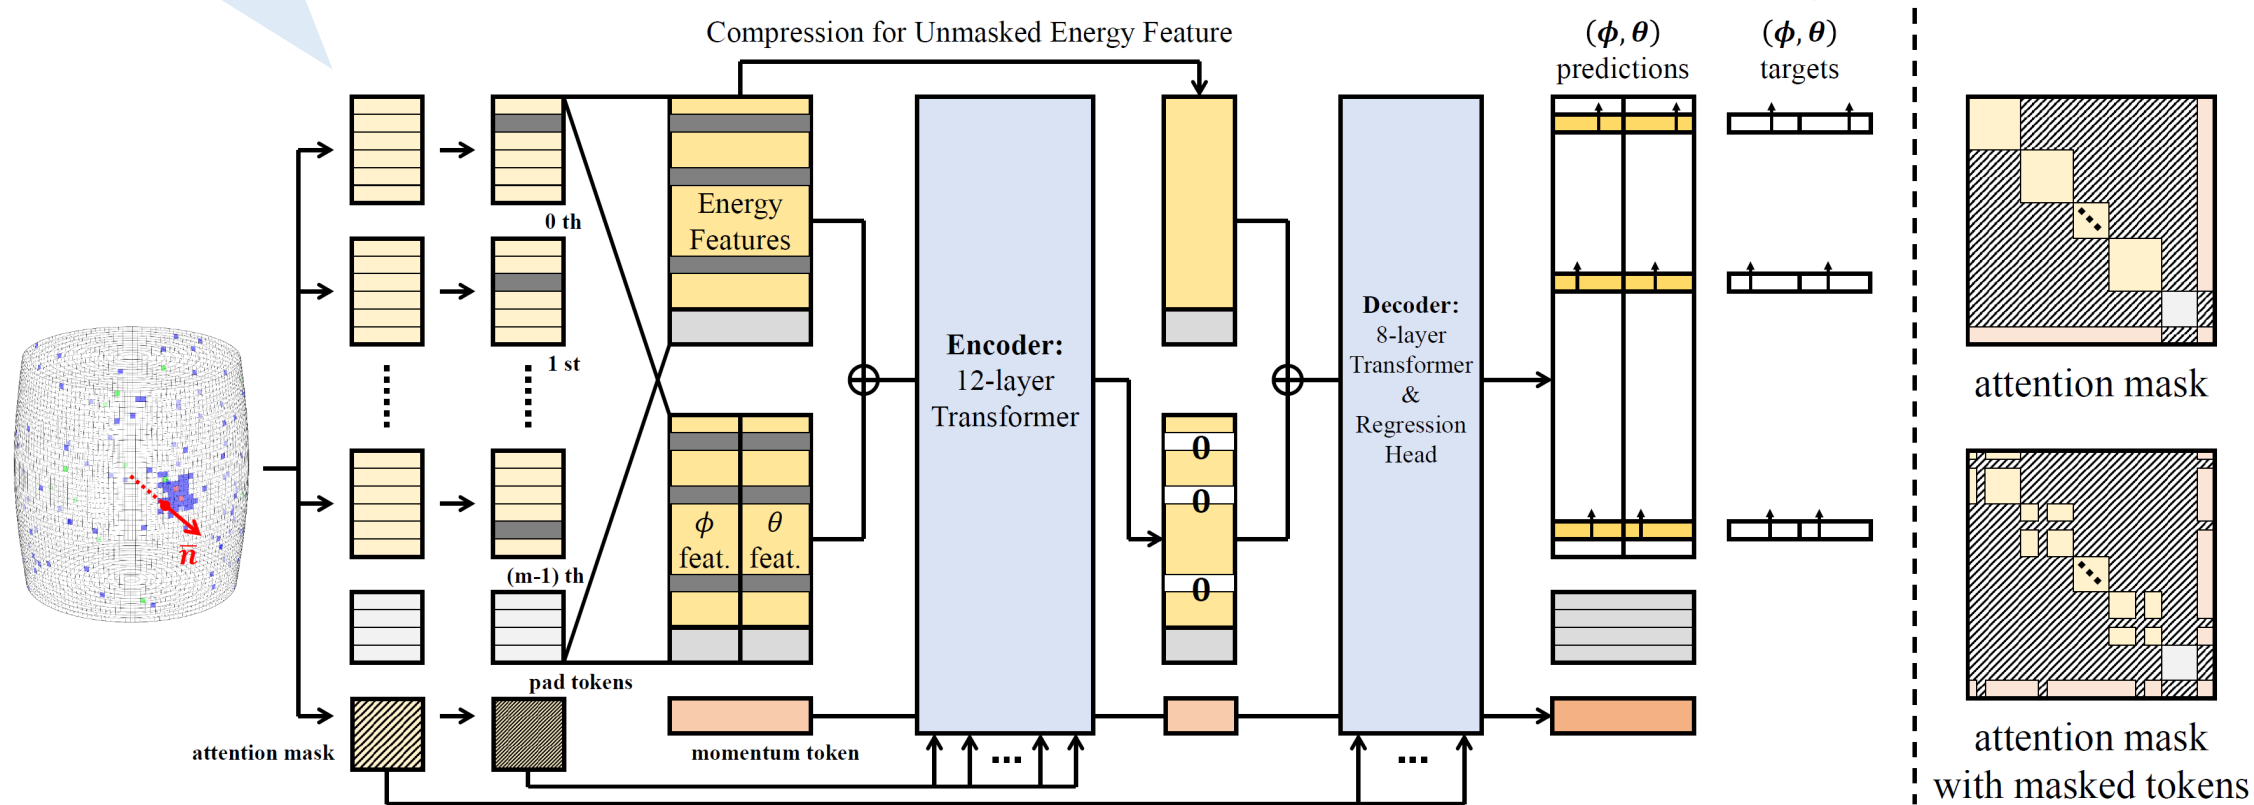 Compression for Unmasked Energy Feature
(ϕ, θ)
predictions
(ϕ, θ)
targets
0 th
1 st
(m-1) th
pad tokens
attention mask
n̅
Energy
Features
ϕ
feat.
θ
feat.
momentum token
Encoder:
12-layer
Transformer
0
0
0
Decoder:
8-layer
Transformer
&
Regression
Head
...
...
attention mask
attention mask
with masked tokens